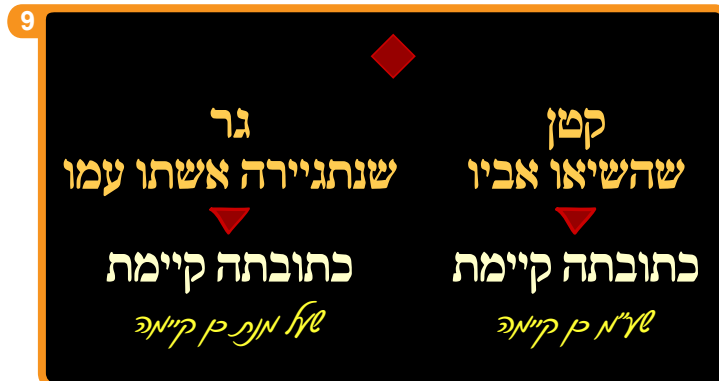 9
קטן
שהשיאו אביו
כתובתה קיימת
שע"מ כן קיימה
גר
שנתגיירה אשתו עמו
כתובתה קיימת
שעל מנת כן קיימה